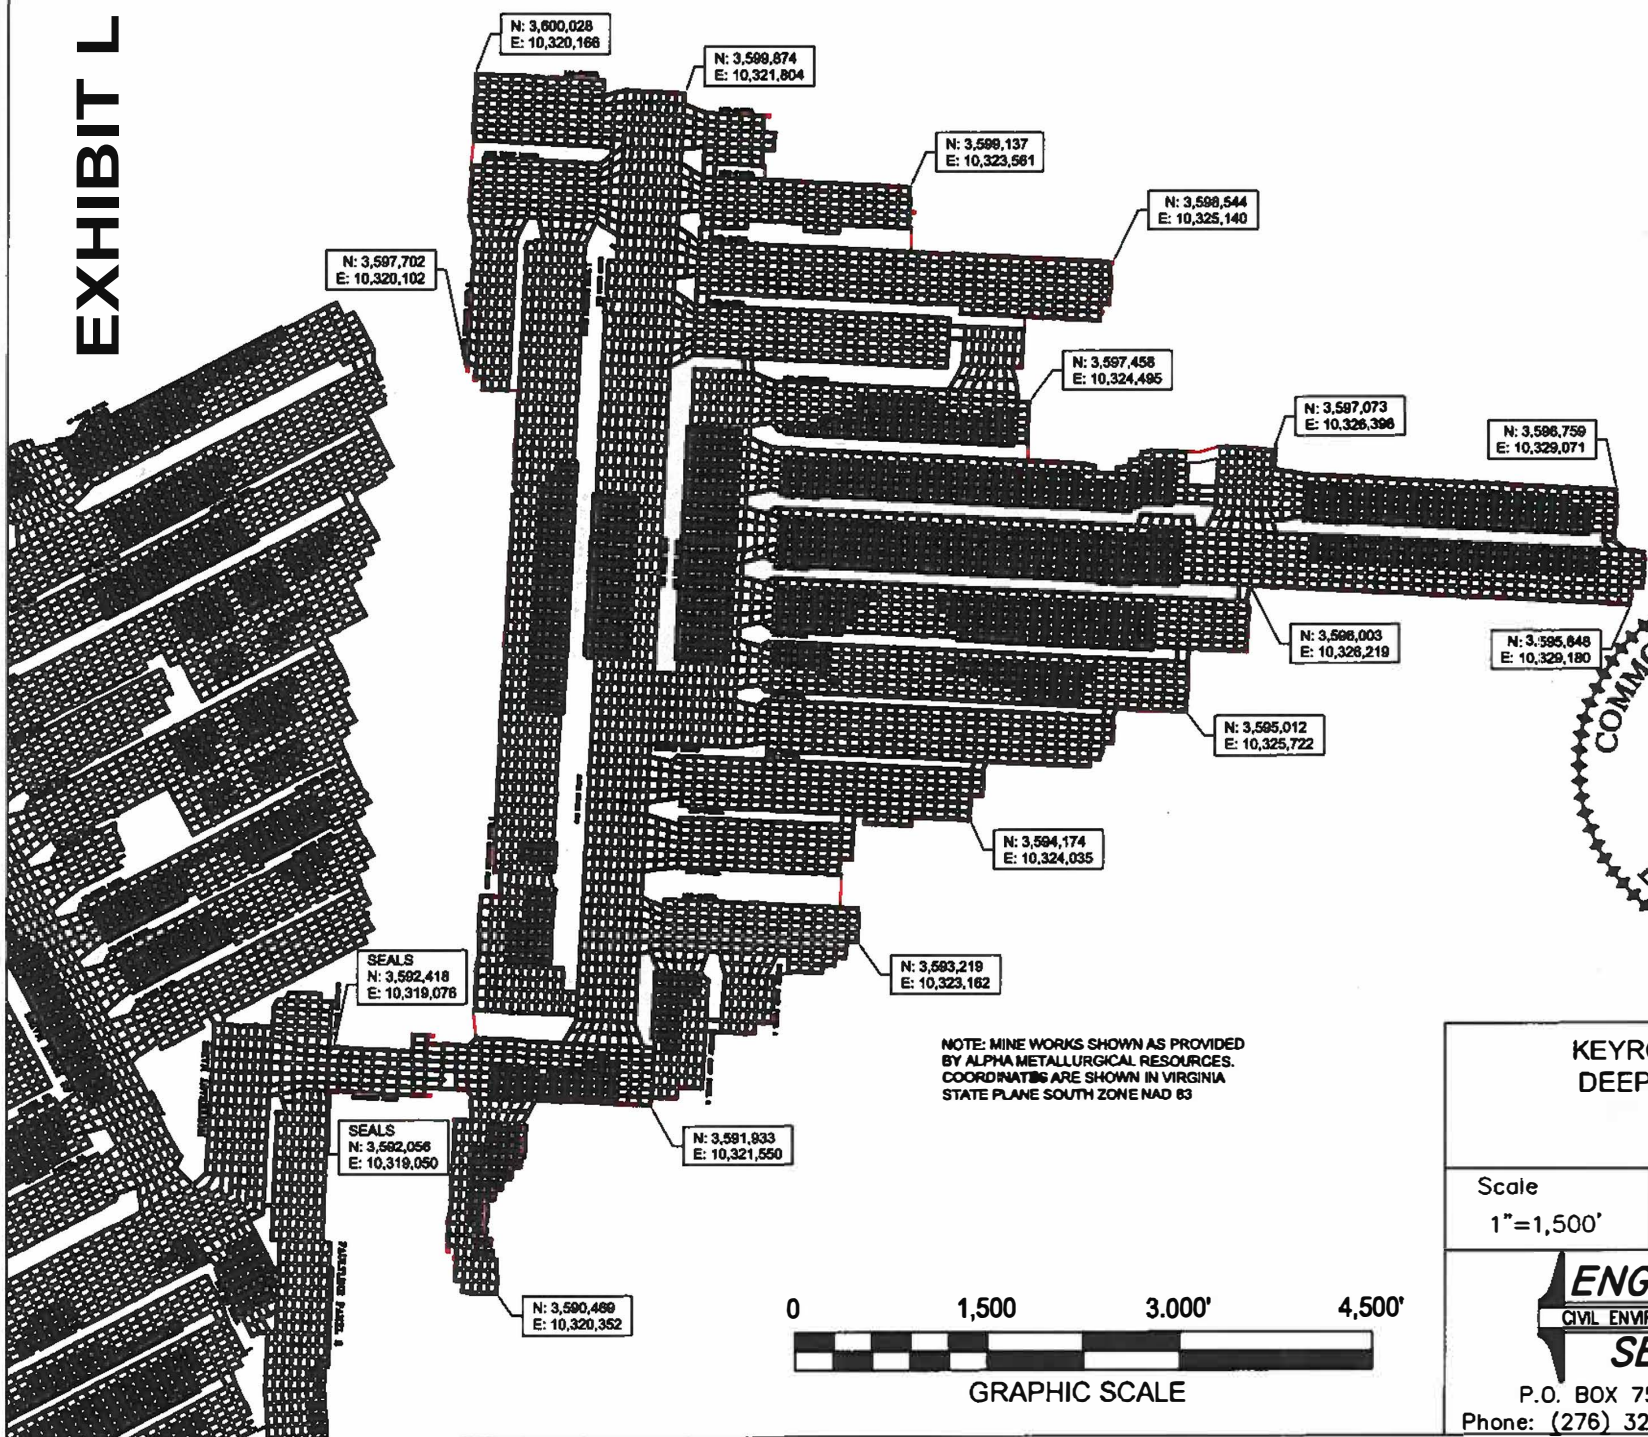 EXHIBIT L
N: 3,600,028
E: 10,320,166
N: 3,599,874
E: 10,321,804
N: 3,599,137
E: 10,323,561
N: 3,598,544
E: 10,325,140
N: 3,597,702
E: 10,320,102
N: 3,597,458
E: 10,324,495
N: 3,597,073
E: 10,326,396
N: 3,596,759
E: 10,329,071
N: 3,596,003
E: 10,326,219
N: 3,595,648
E: 10,329,180
N: 3,595,012
E: 10,325,722
N: 3,594,174
E: 10,324,035
N: 3,593,219
E: 10,323,162
SEALS
N: 3,592,418
E: 10,319,076
SEALS
N: 3,592,056
E: 10,319,050
N: 3,591,933
E: 10,321,550
N: 3,590,469
E: 10,320,352
NOTE: MINE WORKS SHOWN AS PROVIDED
BY ALPHA METALLURGICAL RESOURCES.
COORDINATES ARE SHOWN IN VIRGINIA
STATE PLANE SOUTH ZONE NAD 83
0 1,500 3.000' 4,500'
GRAPHIC SCALE
COMMO
KEYRO
DEEP
Scale
1"=1,500'
ENG
CIVIL ENVIR
SE
P.O. BOX 75
Phone: (276) 32